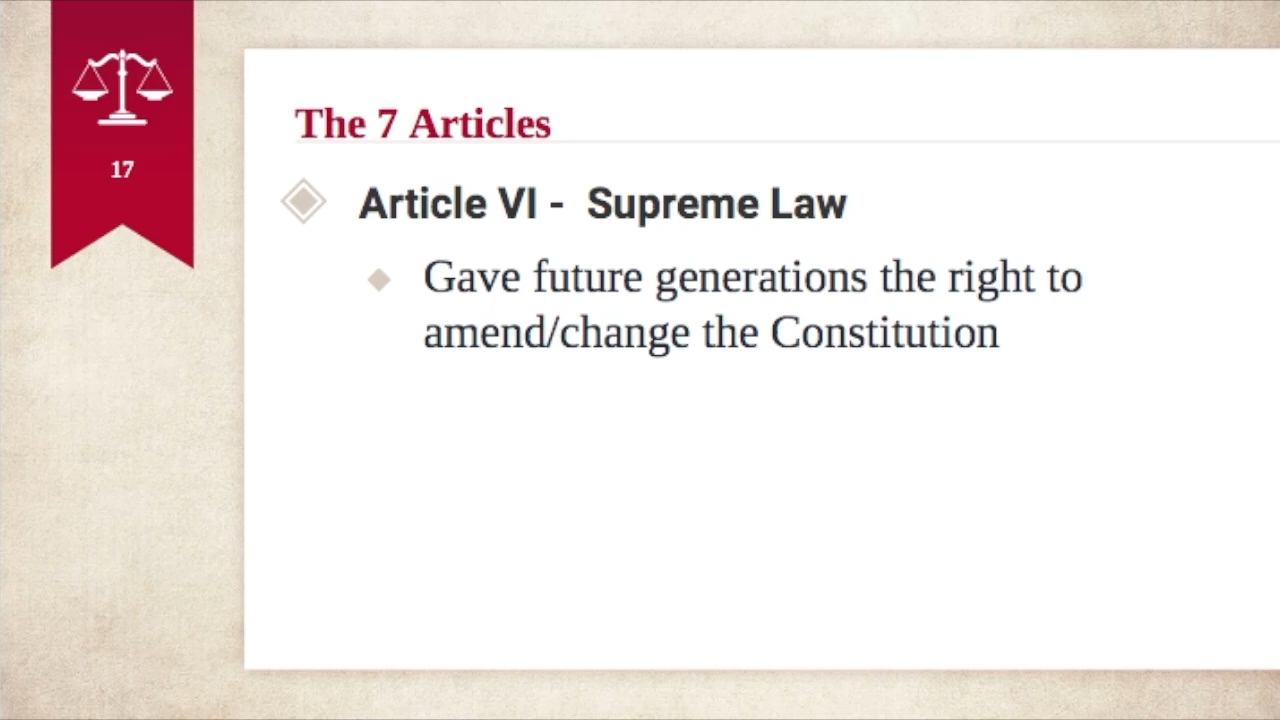 17
The 7 Articles
Article VI -  Supreme Law
Gave future generations the right to
amend/change the Constitution